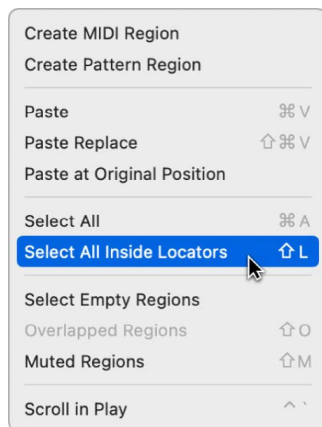 Create MIDI Region
Create Pattern Region
Paste ⌘ V
Paste Replace ⇧ ⌘ V
Paste at Original Position
Select All ⌘ A
Select All Inside Locators ⇧ L
Select Empty Regions
Overlapped Regions ⇧ O
Muted Regions ⇧ M
Scroll in Play ^ `